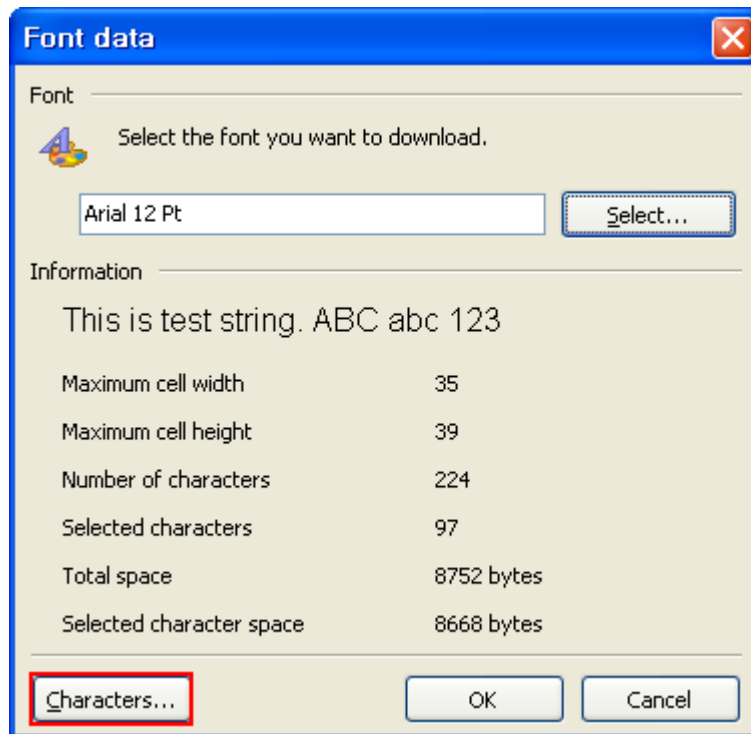 Font data
Font
Select the font you want to download.
Arial 12 Pt
Select...
Information
This is test string. ABC abc 123
Maximum cell width 35
Maximum cell height 39
Number of characters 224
Selected characters 97
Total space 8752 bytes
Selected character space 8668 bytes
Characters... OK Cancel